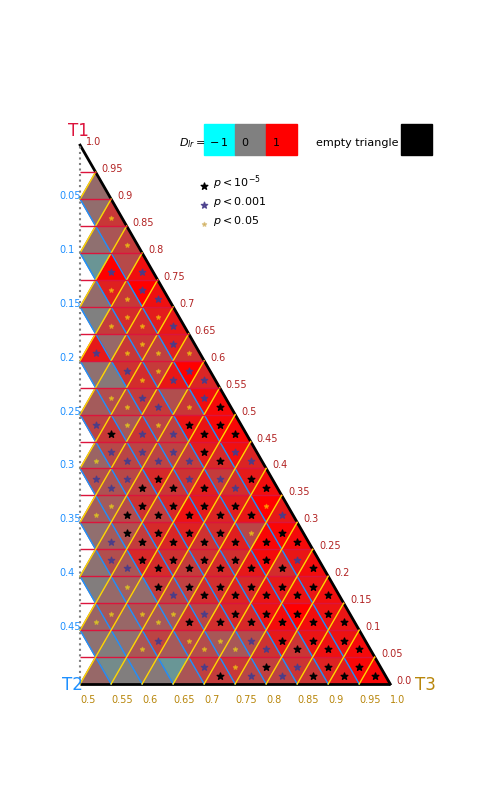 T1
D_lr = -1 0 1 empty triangle
1.0
0.95
p < 10^-5
0.05 0.9 p < 0.001
0.85 p < 0.05
0.1 0.8
0.75
0.15 0.7
0.65
0.2 0.6
0.55
0.25 0.5
0.45
0.3 0.4
0.35
0.35 0.3
0.25
0.4 0.2
0.15
0.45 0.1
0.05
T2 0.0 T3
0.5 0.55 0.6 0.65 0.7 0.75 0.8 0.85 0.9 0.95 1.0